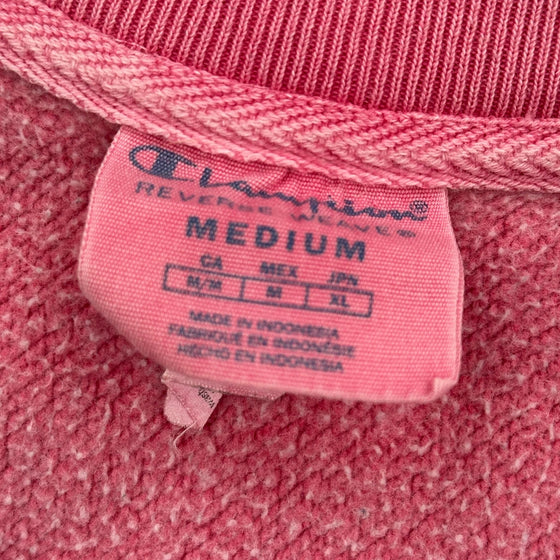 Champion®
REVERSE WEAVE®
MEDIUM
CA MEX JPN
M/M M XL
MADE IN INDONESIA
FABRIQUÉ EN INDONÉSIE
HECHO EN INDONESIA